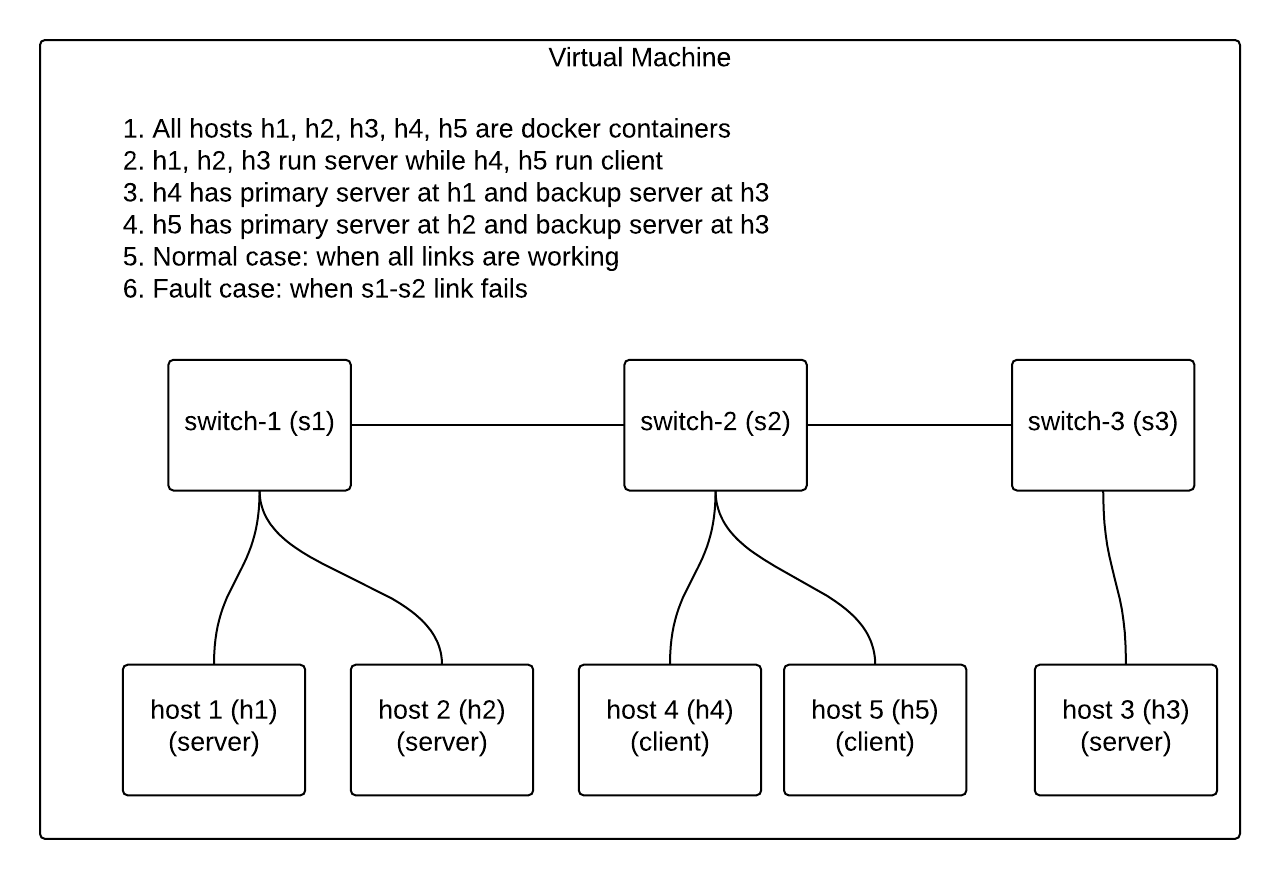 Virtual Machine
1. All hosts h1, h2, h3, h4, h5 are docker containers
2. h1, h2, h3 run server while h4, h5 run client
3. h4 has primary server at h1 and backup server at h3
4. h5 has primary server at h2 and backup server at h3
5. Normal case: when all links are working
6. Fault case: when s1-s2 link fails
switch-1 (s1)
switch-2 (s2)
switch-3 (s3)
host 1 (h1)
(server)
host 2 (h2)
(server)
host 4 (h4)
(client)
host 5 (h5)
(client)
host 3 (h3)
(server)